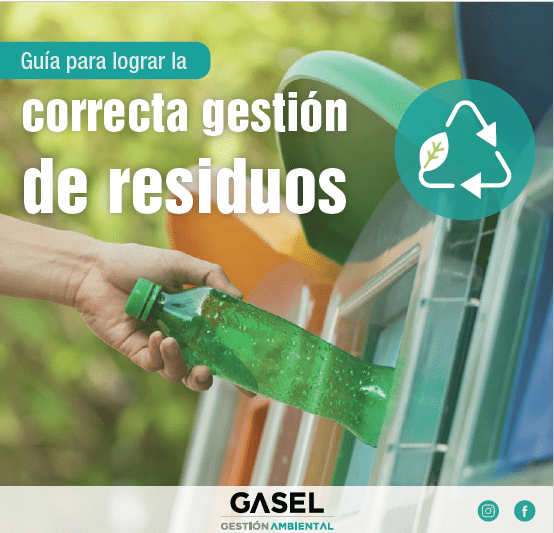 Guía para lograr la
correcta gestión
de residuos
GASEL
GESTIÓN AMBIENTAL